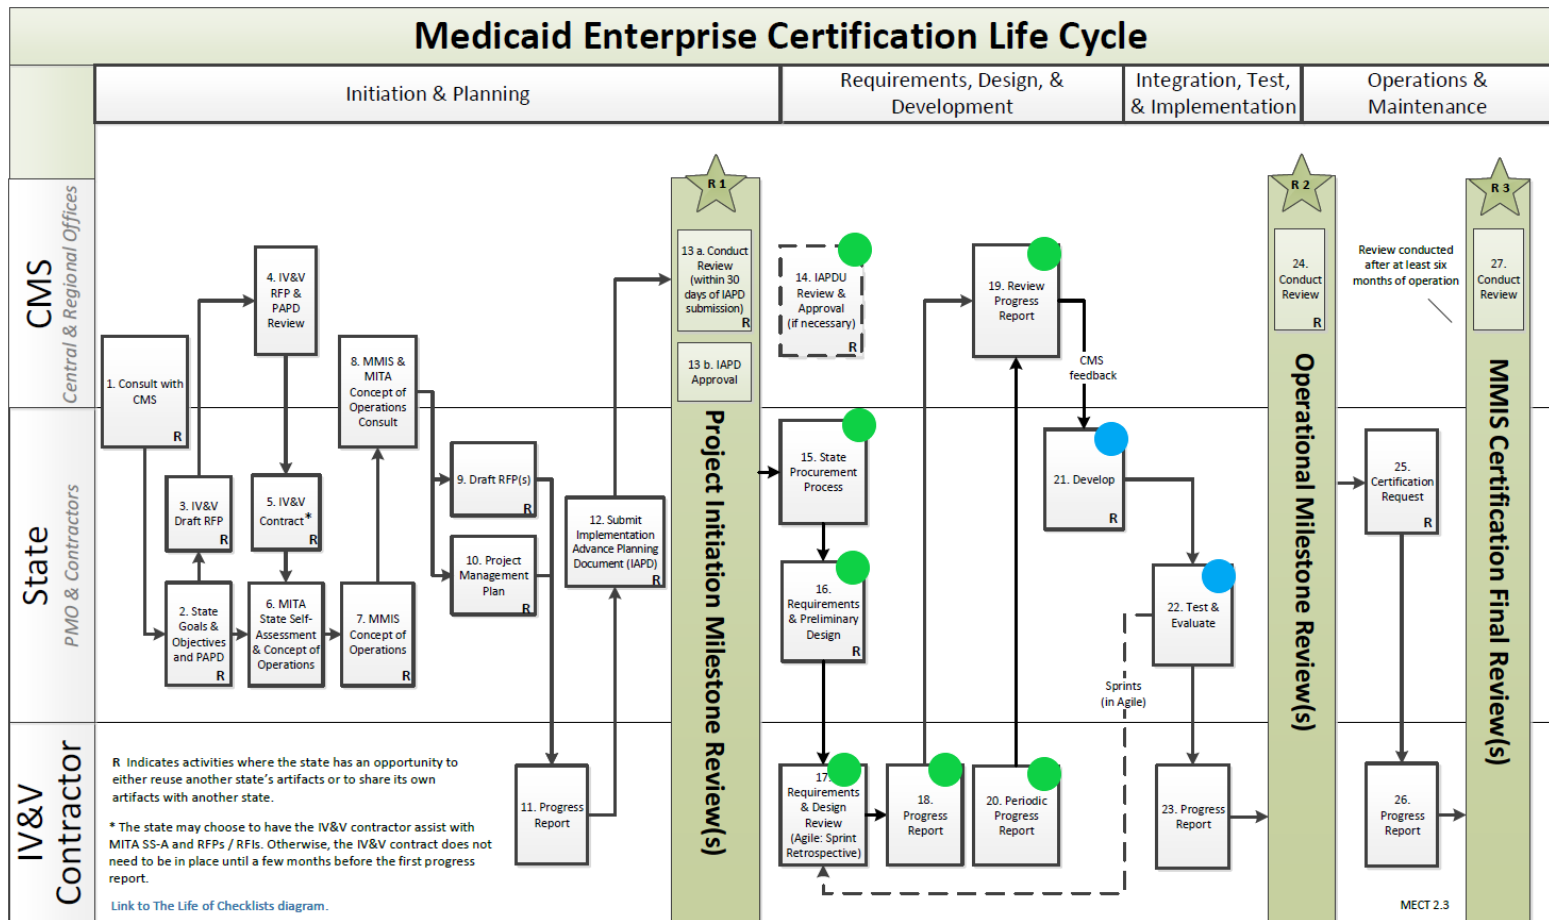 Medicaid Enterprise Certification Life Cycle
Initiation & Planning
Requirements, Design, &
Development
Integration, Test,
& Implementation
Operations &
Maintenance
CMS
Central & Regional Offices
State
PMO & Contractors
IV&V
Contractor
1. Consult with
CMS
R
2. State
Goals &
Objectives
and PAPD
R
3. IV&V
Draft RFP
R
4. IV&V
RFP &
PAPD
Review
5. IV&V
Contract*
R
6. MITA
State Self-
Assessment
& Concept of
Operations
7. MMIS
Concept of
Operations
R
8. MMIS &
MITA
Concept of
Operations
Consult
9. Draft RFP(s)
R
10. Project
Management
Plan
R
11. Progress
Report
12. Submit
Implementation
Advance Planning
Document (IAPD)
R
R 1
13 a. Conduct
Review
(within 30
days of IAPD
submission)
R
13 b. IAPD
Approval
Project Initiation Milestone Review(s)
14. IAPDU
Review &
Approval
(if necessary)
R
15. State
Procurement
Process
16.
Requirements
& Preliminary
Design
R
17.
Requirements
& Design
Review
(Agile: Sprint
Retrospective)
18.
Progress
Report
19. Review
Progress
Report
20. Periodic
Progress
Report
CMS
feedback
21. Develop
R
22. Test &
Evaluate
Sprints
(in Agile)
23. Progress
Report
R 2
24.
Conduct
Review
R
Operational Milestone Review(s)
25.
Certification
Request
R
26.
Progress
Report
Review conducted
after at least six
months of operation
R 3
27.
Conduct
Review
MMIS Certification Final Review(s)
R Indicates activities where the state has an opportunity to
either reuse another state's artifacts or to share its own
artifacts with another state.
* The state may choose to have the IV&V contractor assist with
MITA SS-A and RFPs / RFIs. Otherwise, the IV&V contract does not
need to be in place until a few months before the first progress
report.
Link to The Life of Checklists diagram.
MECT 2.3